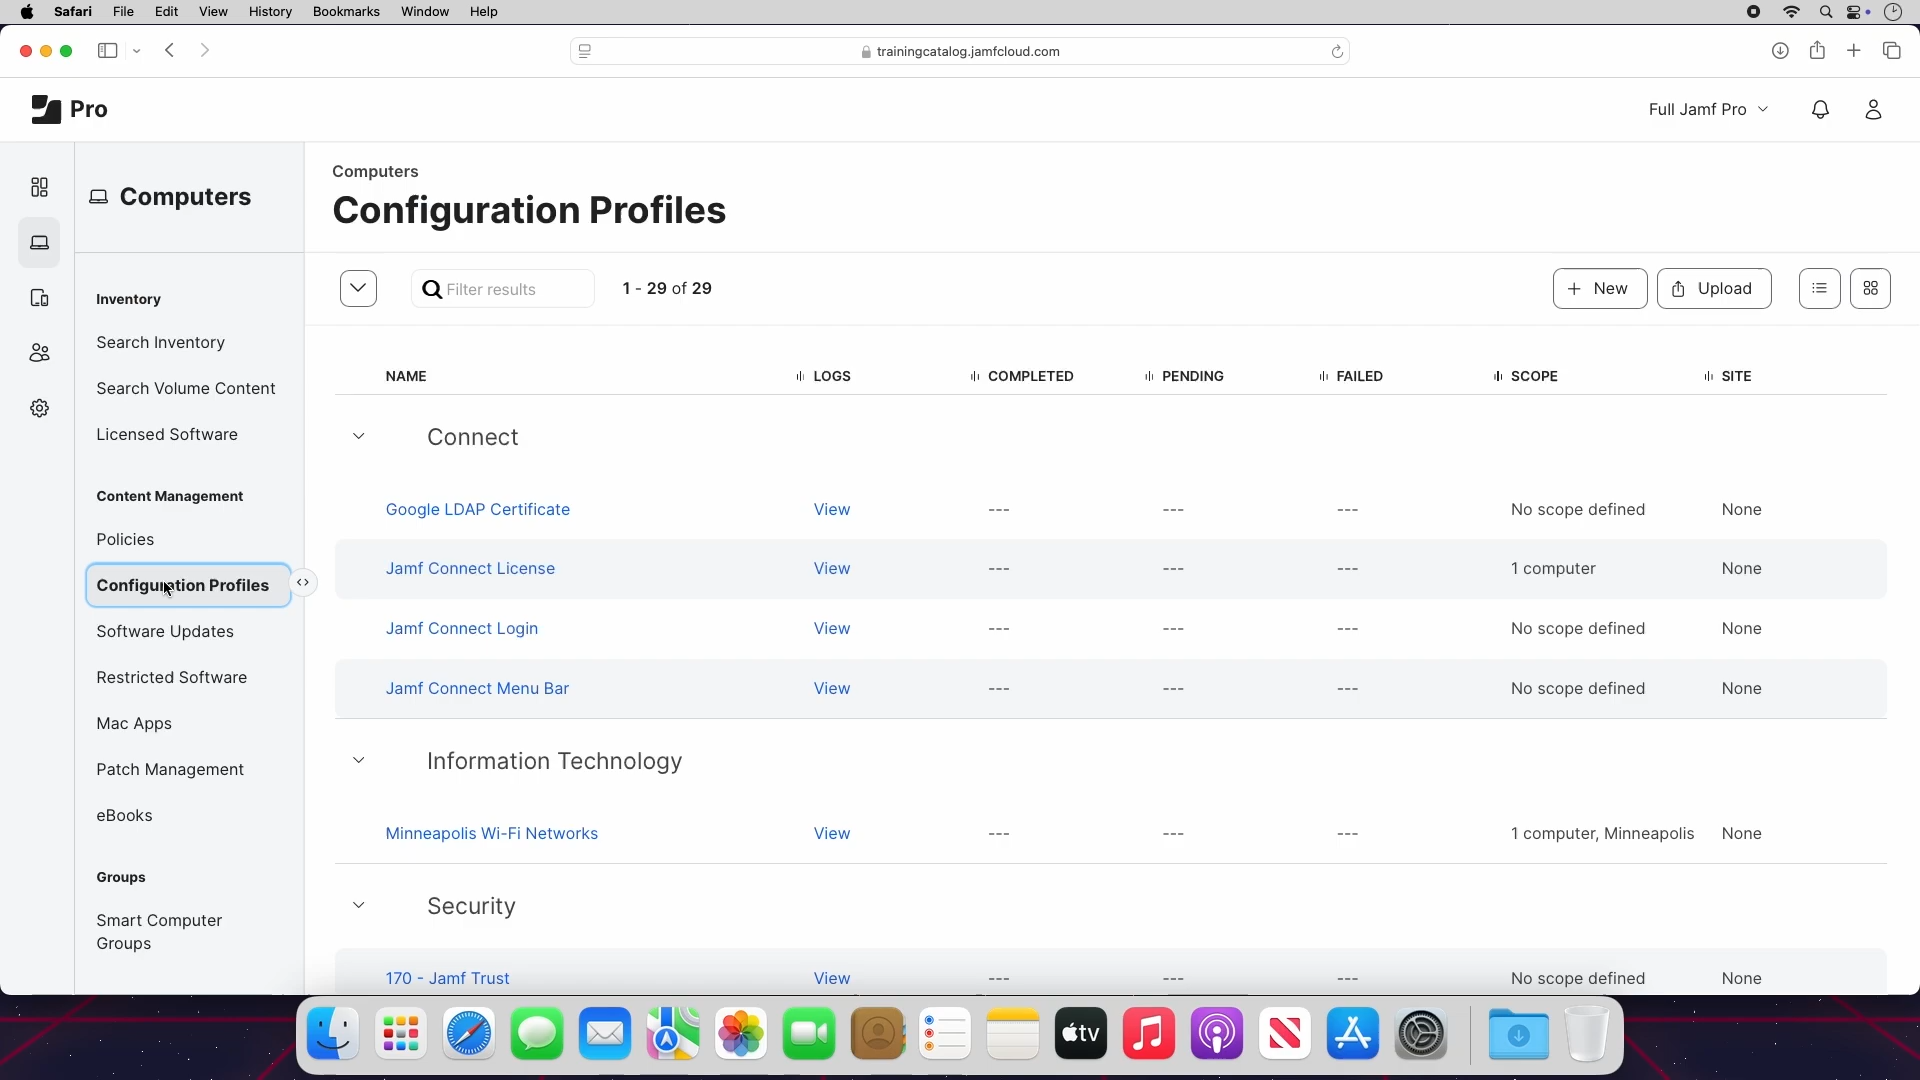 Safari File Edit View History Bookmarks Window Help
trainingcatalog.jamfcloud.com
Pro
Full Jamf Pro
Computers
Inventory
Search Inventory
Search Volume Content
Licensed Software
Content Management
Policies
Configuration Profiles
Software Updates
Restricted Software
Mac Apps
Patch Management
eBooks
Groups
Smart Computer
Groups
Computers
Configuration Profiles
Filter results
1 - 29 of 29
New
Upload
NAME LOGS COMPLETED PENDING FAILED SCOPE SITE
Connect
Google LDAP Certificate View --- --- --- No scope defined None
Jamf Connect License View --- --- --- 1 computer None
Jamf Connect Login View --- --- --- No scope defined None
Jamf Connect Menu Bar View --- --- --- No scope defined None
Information Technology
Minneapolis Wi-Fi Networks View --- --- --- 1 computer, Minneapolis None
Security
170 - Jamf Trust View --- --- --- No scope defined None
tv